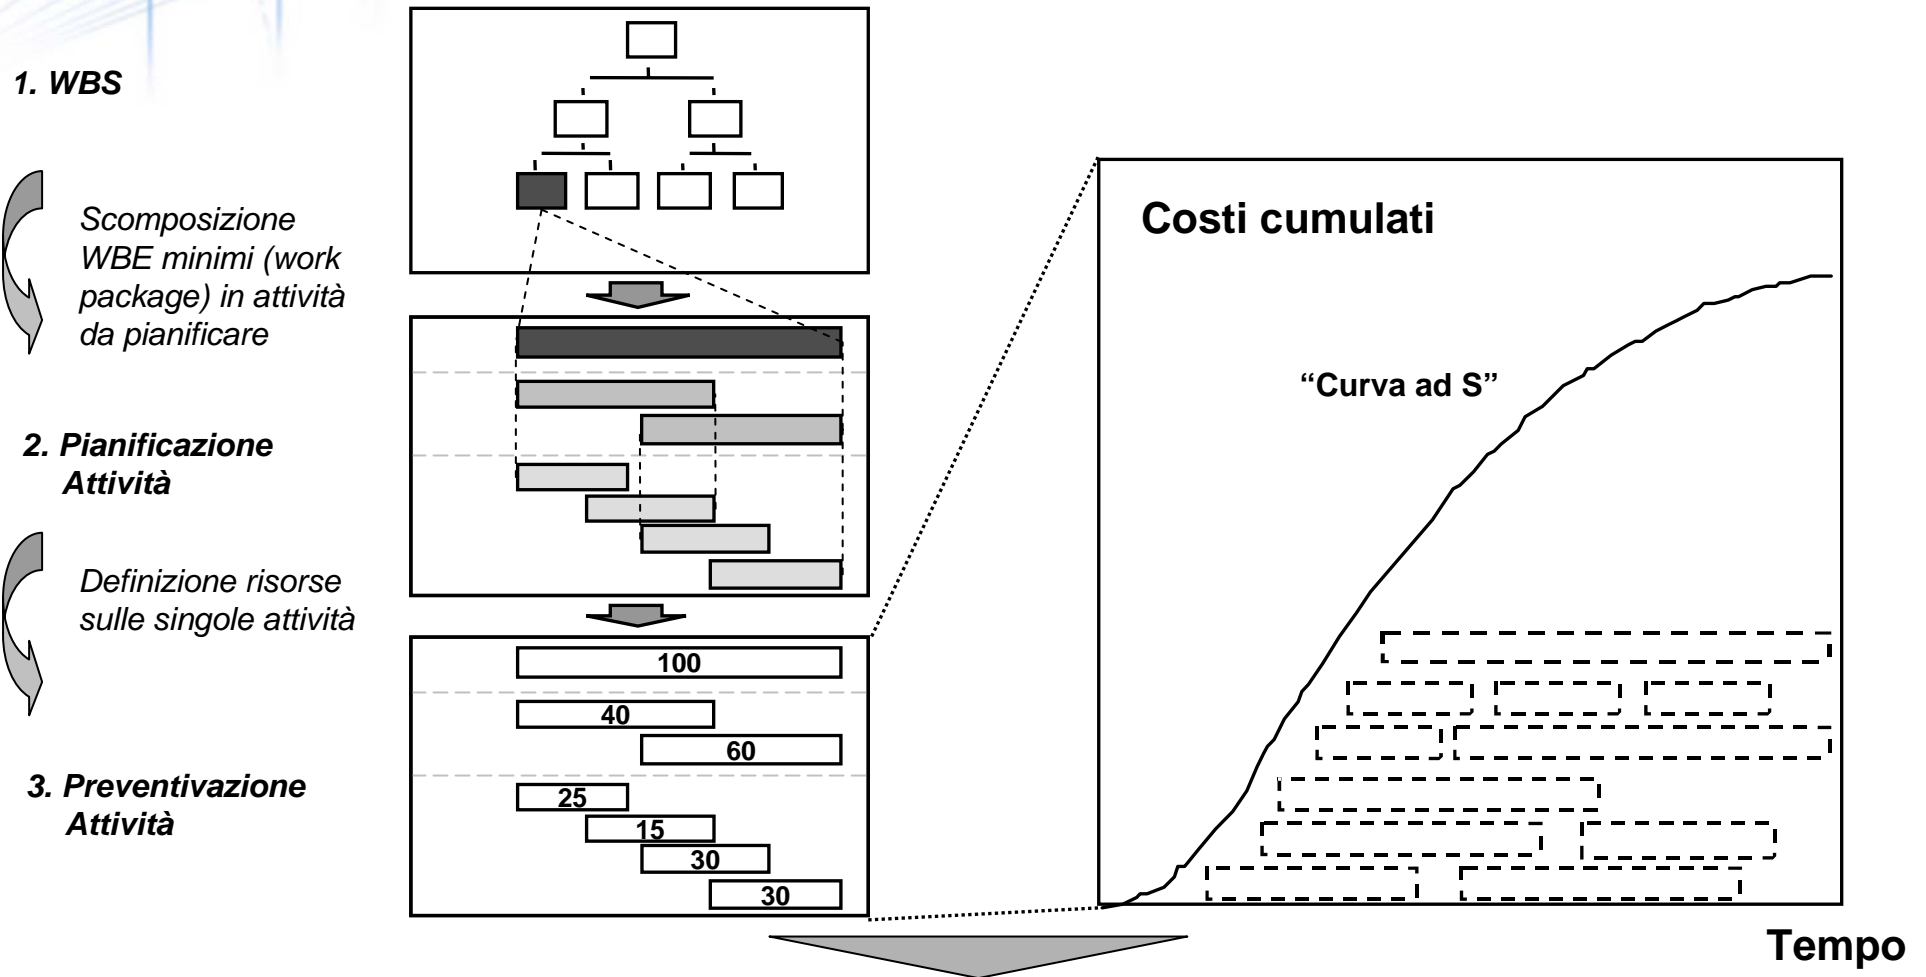 1. WBS
Scomposizione
WBE minimi (work
package) in attività
da pianificare
2. Pianificazione
Attività
Definizione risorse
sulle singole attività
3. Preventivazione
Attività
100
40
60
25
15
30
30
Costi cumulati
“Curva ad S”
Tempo